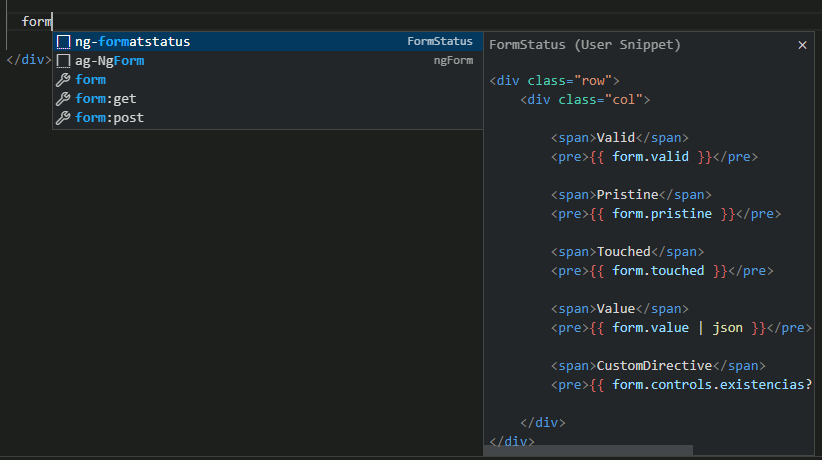 form
</div>
ng-formatstatus FormStatus
ag-NgForm ngForm
form
form:get
form:post
FormStatus (User Snippet) ×
<div class="row">
<div class="col">
<span>Valid</span>
<pre>{{ form.valid }}</pre>
<span>Pristine</span>
<pre>{{ form.pristine }}</pre>
<span>Touched</span>
<pre>{{ form.touched }}</pre>
<span>Value</span>
<pre>{{ form.value | json }}</pre>
<span>CustomDirective</span>
<pre>{{ form.controls.existencias?
</div>
</div>